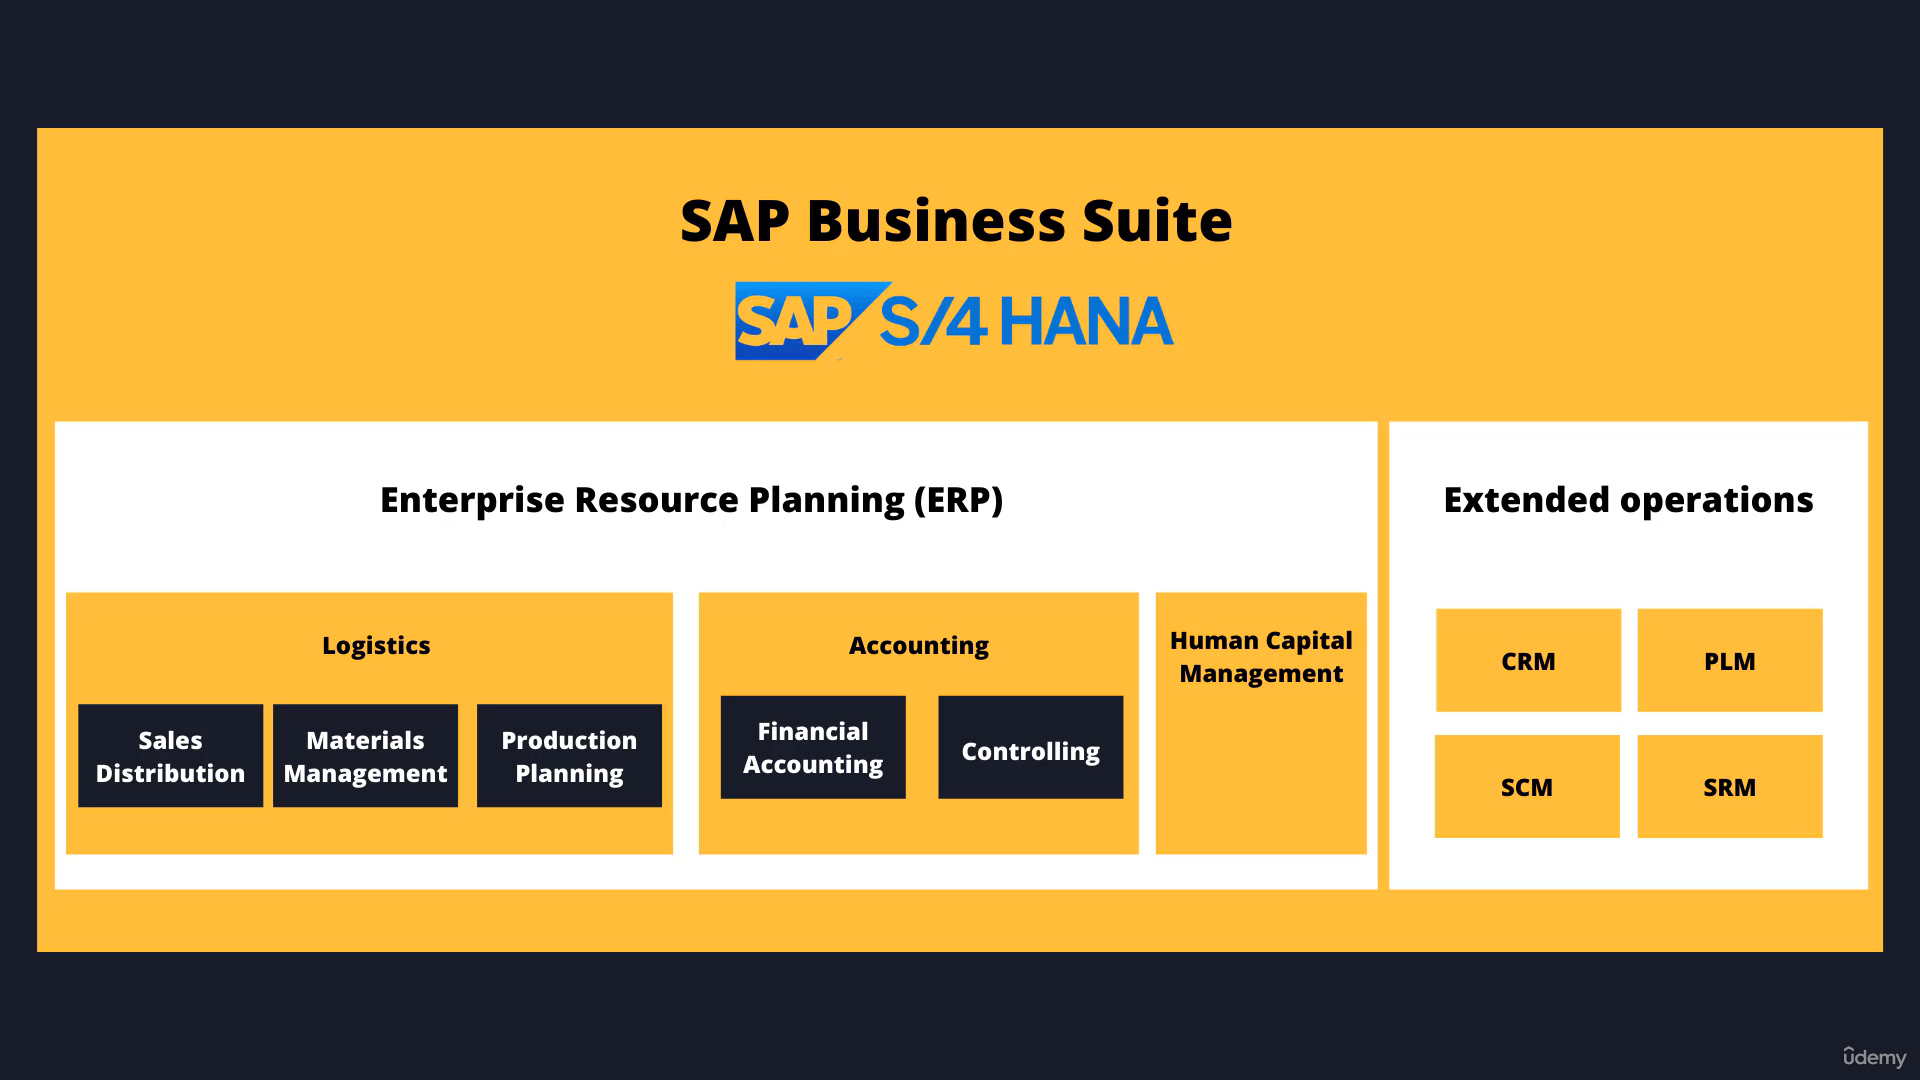 SAP Business Suite
SAP S/4 HANA
Enterprise Resource Planning (ERP)
Extended operations
Logistics
Sales
Distribution
Materials
Management
Production
Planning
Accounting
Financial
Accounting
Controlling
Human Capital
Management
CRM
PLM
SCM
SRM
udemy